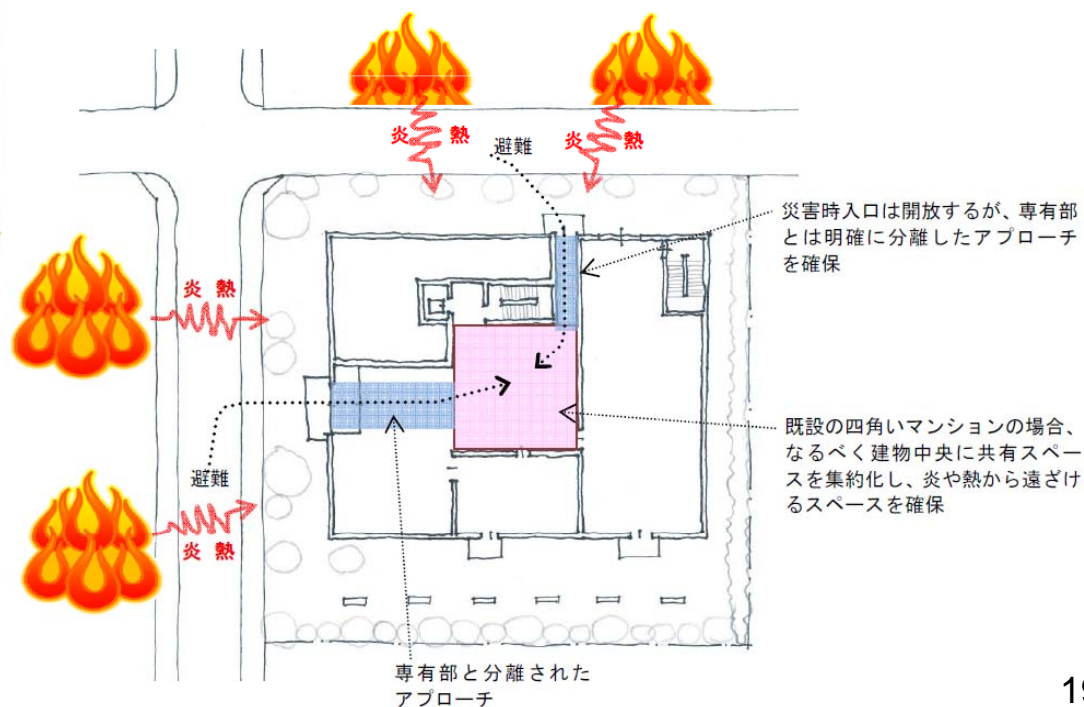 炎 熱
炎 熱
避難
災害時入口は開放するが、専有部
とは明確に分離したアプローチ
を確保
炎 熱
既設の四角いマンションの場合、
なるべく建物中央に共有スペー
スを集約化し、炎や熱から遠ざけ
るスペースを確保
避難
炎 熱
専有部と分離された
アプローチ
19